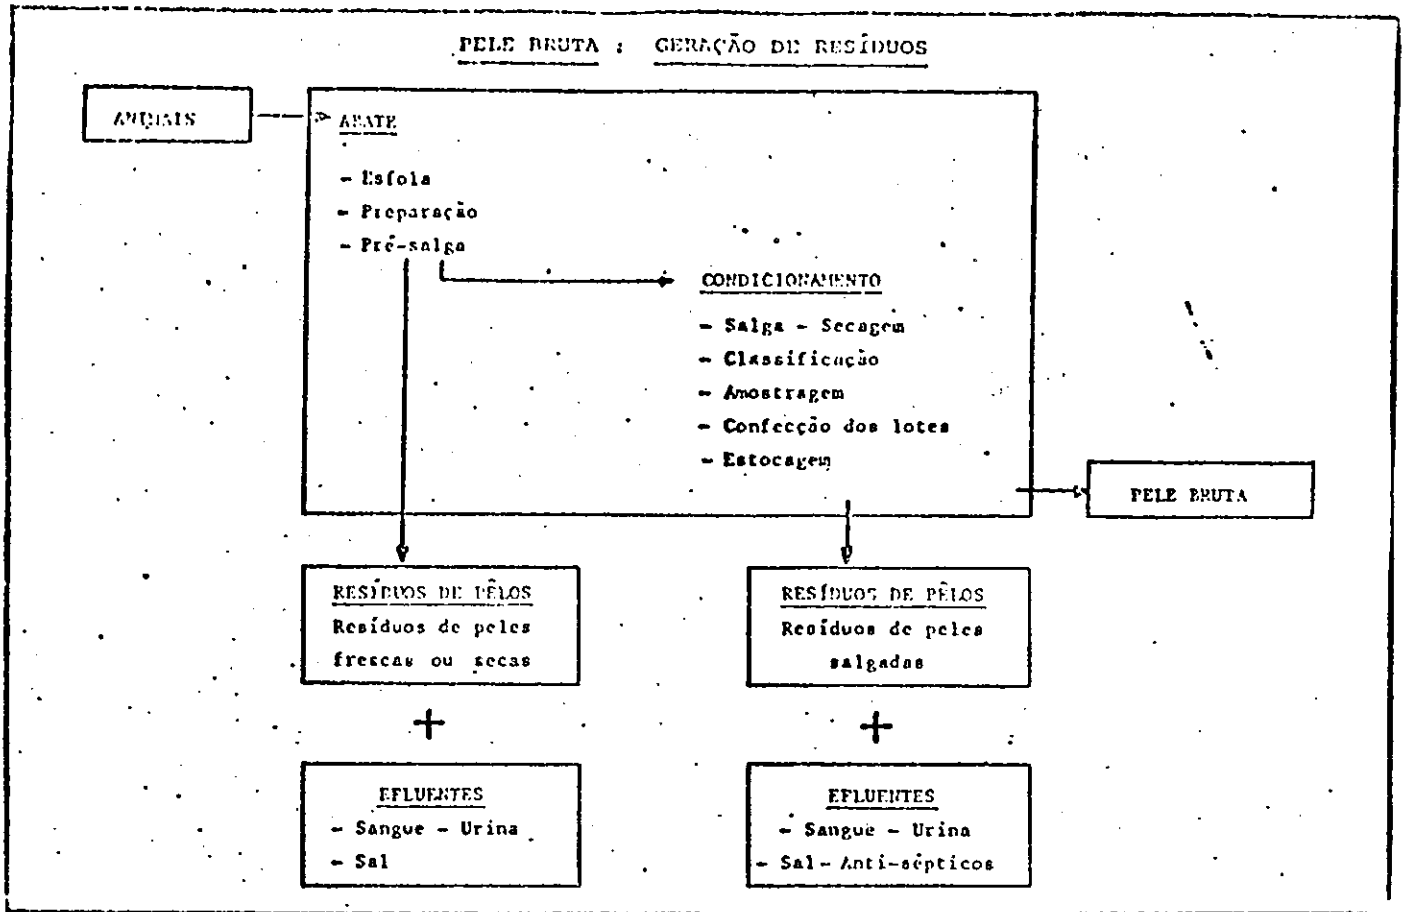 PELE BRUTA : GERAÇÃO DE RESÍDUOS
ANIMAIS
ABATE
- Esfola
- Preparação
- Pré-salga
CONDICIONAMENTO
- Salga - Secagem
- Classificação
- Amostragem
- Confecção dos lotes
- Estocagem
PELE BRUTA
RESÍDUOS DE PÊLOS
Resíduos de peles
frescas ou secas
RESÍDUOS DE PÊLOS
Resíduos de peles
salgadas
+
+
EFLUENTES
- Sangue - Urina
- Sal
EFLUENTES
- Sangue - Urina
- Sal - Anti-sépticos